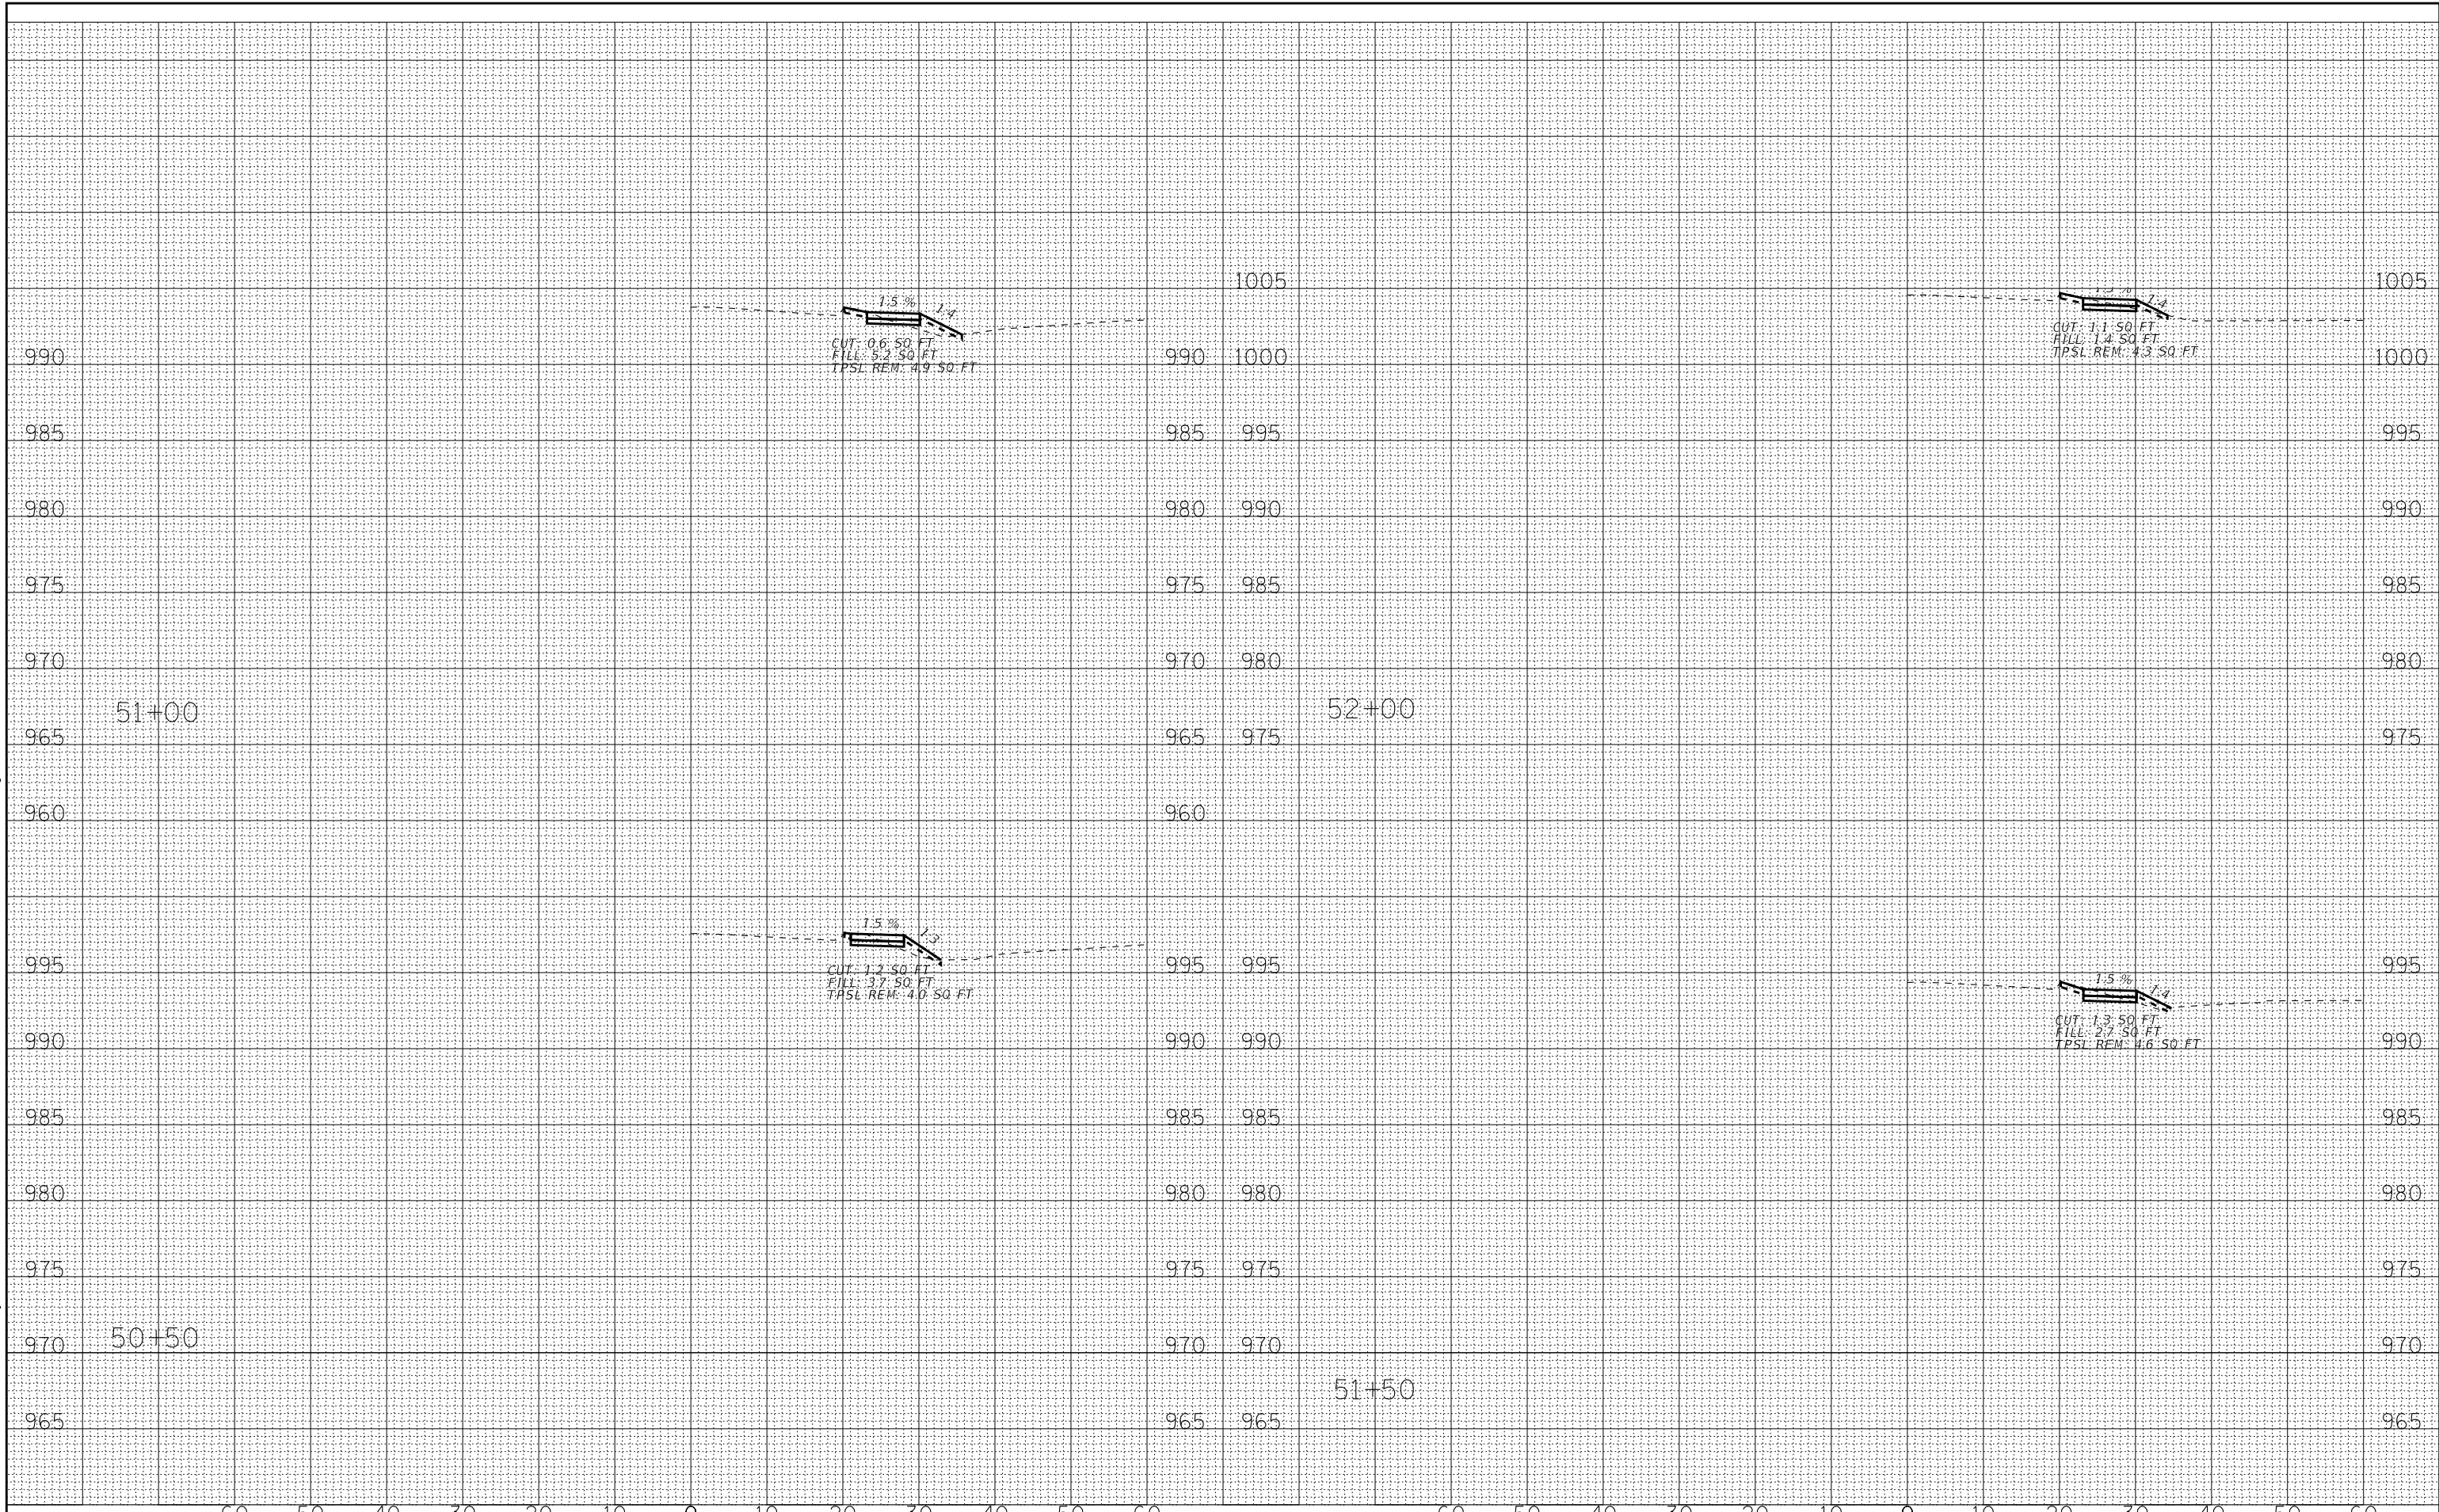 1005
1005
1.5 %
1:4
1.5 %
1:4
CUT: 0.6 SQ FT
FILL: 5.2 SQ FT
TPSL REM: 4.9 SQ FT
CUT: 1.1 SQ FT
FILL: 1.4 SQ FT
TPSL REM: 4.3 SQ FT
990 990 1000 1000
985 985 995 995
980 980 990 990
975 975 985 985
970 970 980 980
51+00 52+00
965 965 975 975
960 960
1.5 %
1:3
CUT: 1.2 SQ FT
FILL: 3.7 SQ FT
TPSL REM: 4.0 SQ FT
995 995 995
1.5 %
1:4
CUT: 1.3 SQ FT
FILL: 2.7 SQ FT
TPSL REM: 4.6 SQ FT
990 990 990 990
985 985 985 985
980 980 980 980
975 975 975 975
970 50+50 970 970 970
51+50
965 965 965 965
60 50 40 30 20 10 0 10 20 30 40 50 60 60 50 40 30 20 10 0 10 20 30 40 50 60